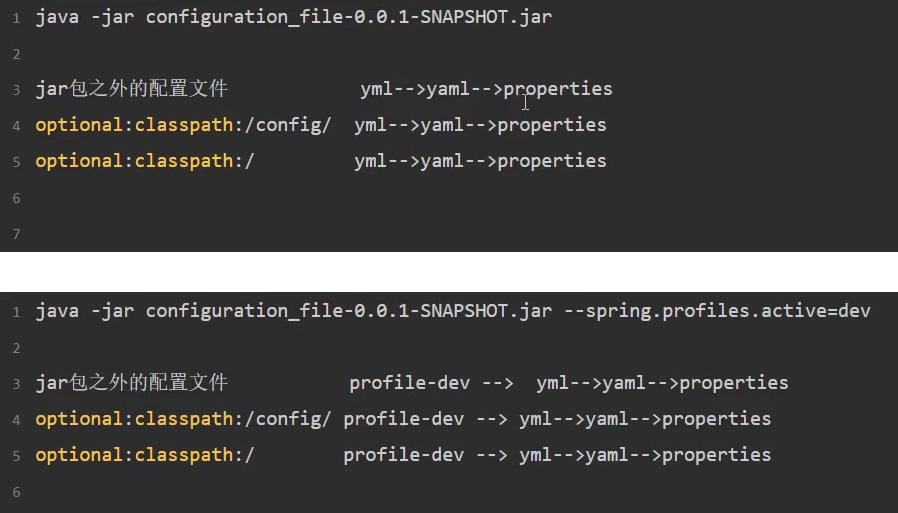 1 java -jar configuration_file-0.0.1-SNAPSHOT.jar
2
3 jar包之外的配置文件 yml-->yaml-->properties
4 optional:classpath:/config/ yml-->yaml-->properties
5 optional:classpath:/ yml-->yaml-->properties
6
7
1 java -jar configuration_file-0.0.1-SNAPSHOT.jar --spring.profiles.active=dev
2
3 jar包之外的配置文件 profile-dev --> yml-->yaml-->properties
4 optional:classpath:/config/ profile-dev --> yml-->yaml-->properties
5 optional:classpath:/ profile-dev --> yml-->yaml-->properties
6